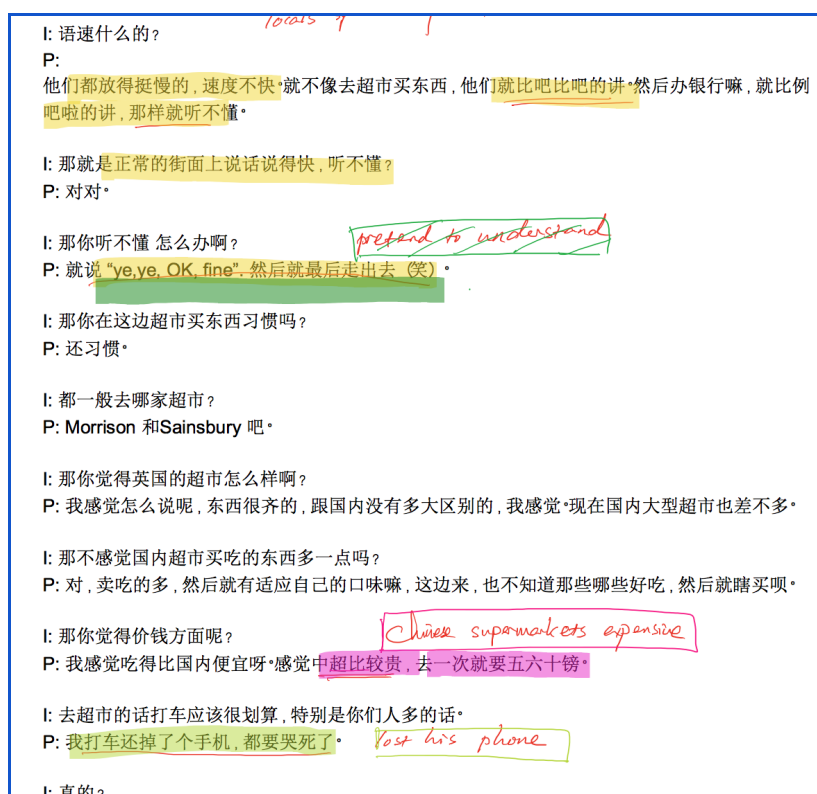 locals
I: 语速什么的？
P:
他们都放得挺慢的，速度不快。就不像去超市买东西，他们就比吧比吧的讲。然后办银行嘛，就比例
吧啦的讲，那样就听不懂。
I: 那就是正常的街面上说话说得快，听不懂？
P: 对对。
I: 那你听不懂 怎么办啊？
pretend to understand
P: 就说 “ye,ye, OK, fine”. 然后就最后走出去（笑）。
I: 那你在这边超市买东西习惯吗？
P: 还习惯。
I: 都一般去哪家超市？
P: Morrison 和Sainsbury 吧。
I: 那你觉得英国的超市怎么样啊？
P: 我感觉怎么说呢，东西很齐的，跟国内没有多大区别的，我感觉。现在国内大型超市也差不多。
I: 那不感觉国内超市买吃的东西多一点吗？
P: 对，卖吃的多，然后就有适应自己的口味嘛，这边来，也不知道那些哪些好吃，然后就瞎买呗。
I: 那你觉得价钱方面呢？
Chinese supermarkets expensive
P: 我感觉吃得比国内便宜呀。感觉中超比较贵，去一次就要五六十镑。
I: 去超市的话打车应该很划算，特别是你们人多的话。
P: 我打车还掉了个手机，都要哭死了。
lost his phone
I: 真的？